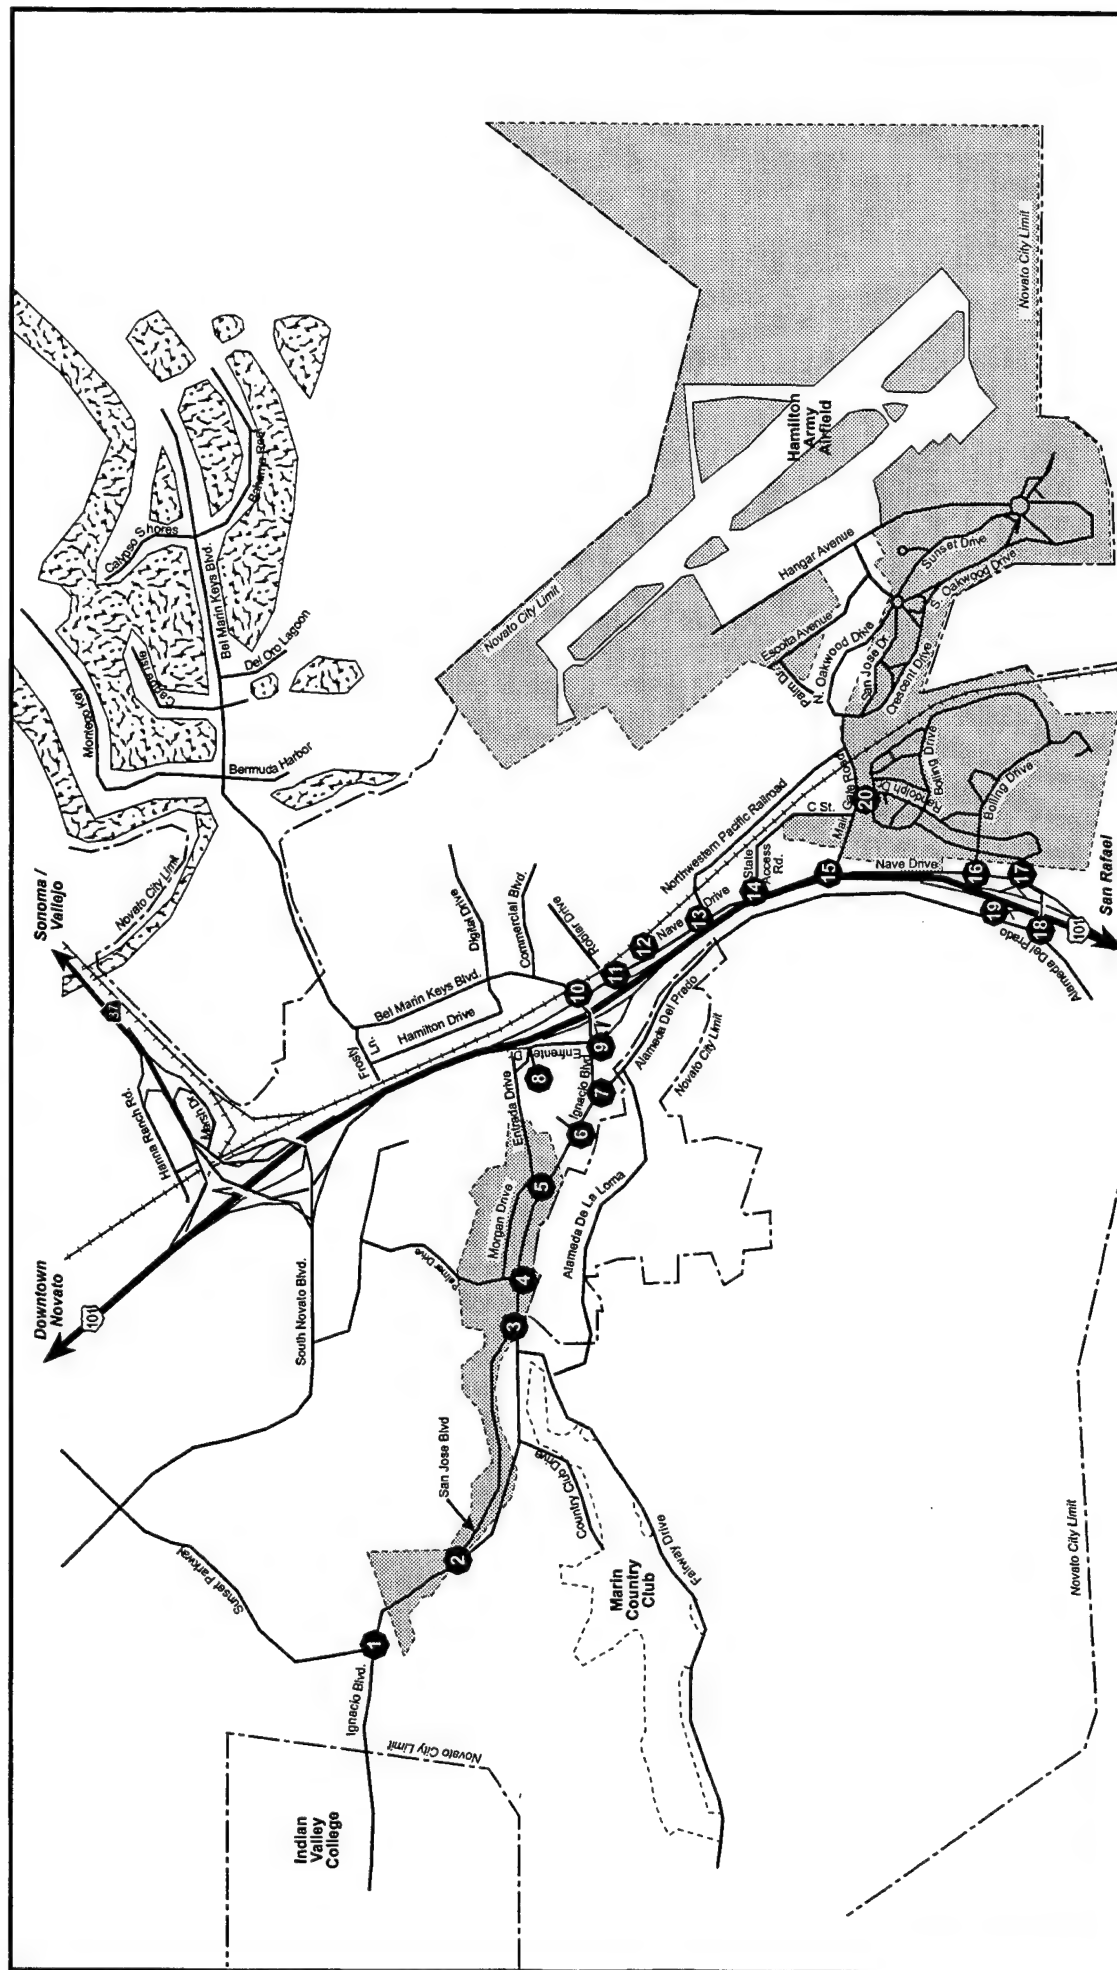 Downtown
Novato
101
Sonoma /
Vallejo
37
Hanna Ranch Rd.
Marsh Dr.
Novato City Limit
Montego Key
Calypso Shores
Bel Marin Keys Blvd.
Del Oro Lagoon
Bermuda Harbor
South Novato Blvd.
Sunset Parkway
Frosty
Ln.
Hamilton Drive
Bel Marin Keys Blvd.
Digital Drive
Commercial Blvd.
Roblar Drive
Nave Drive
Northwestern Pacific Railroad
State
Access
Rd.
C St.
Main Gate Road
Nave Drive
Novato City Limit
Hamilton
Army
Airfield
Novato City Limit
Hangar Avenue
Escolta Avenue
Palm Dr.
N. Oakwood Drive
San Jose Dr.
Crescent Drive
Sunset Drive
S. Oakwood Drive
Randolph Dr.
R. Bolling Drive
Bolling Drive
San Rafael
101
Alameda Del Prado
Alameda Del Prado
Novato City Limit
Enfrente
Dr.
Entrada Drive
Ignacio Blvd.
Morgan Drive
Palmer Drive
Alameda De La Loma
San Jose Blvd
Country Club Drive
Fairway Drive
Marin
Country
Club
Ignacio Blvd.
Novato City Limit
Indian
Valley
College
Novato City Limit
1
2
3
4
5
6
7
8
9
10
11
12
13
14
15
16
17
18
19
20